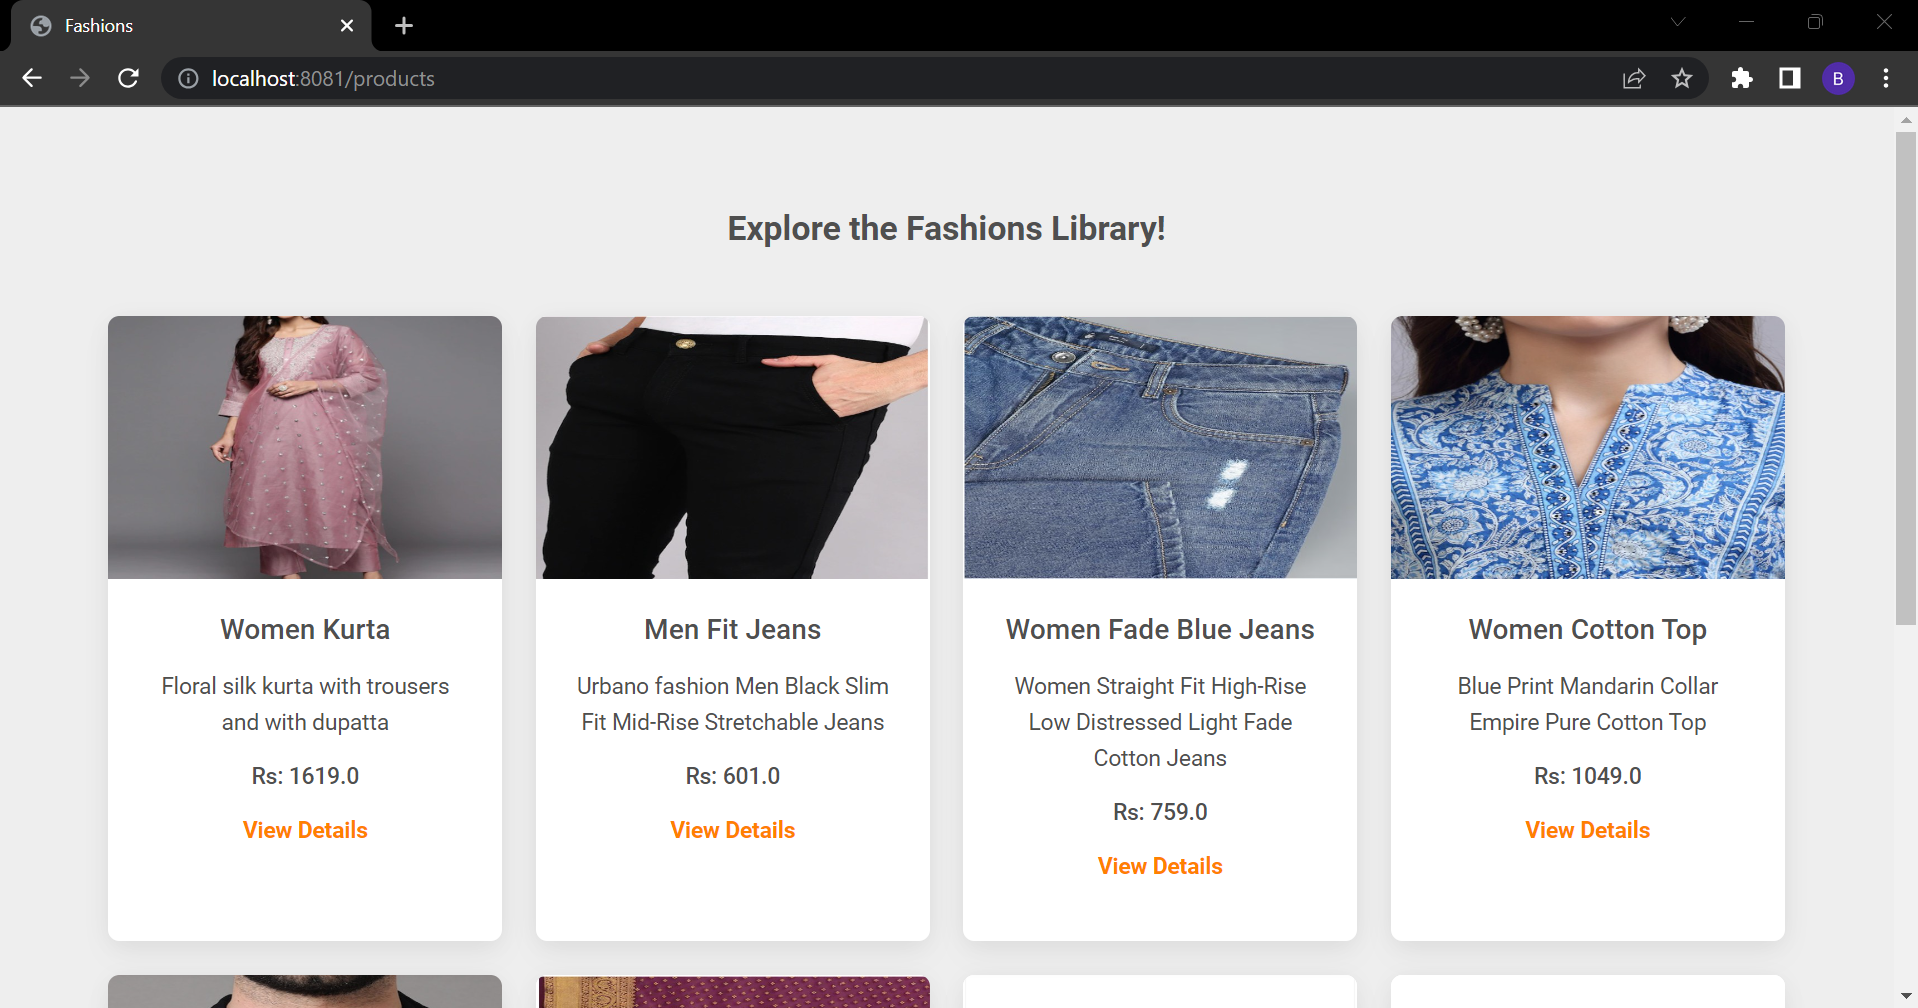 Fashions
localhost:8081/products
B
Explore the Fashions Library!
Women Kurta
Floral silk kurta with trousers
and with dupatta
Rs: 1619.0
View Details
Men Fit Jeans
Urbano fashion Men Black Slim
Fit Mid-Rise Stretchable Jeans
Rs: 601.0
View Details
Women Fade Blue Jeans
Women Straight Fit High-Rise
Low Distressed Light Fade
Cotton Jeans
Rs: 759.0
View Details
Women Cotton Top
Blue Print Mandarin Collar
Empire Pure Cotton Top
Rs: 1049.0
View Details